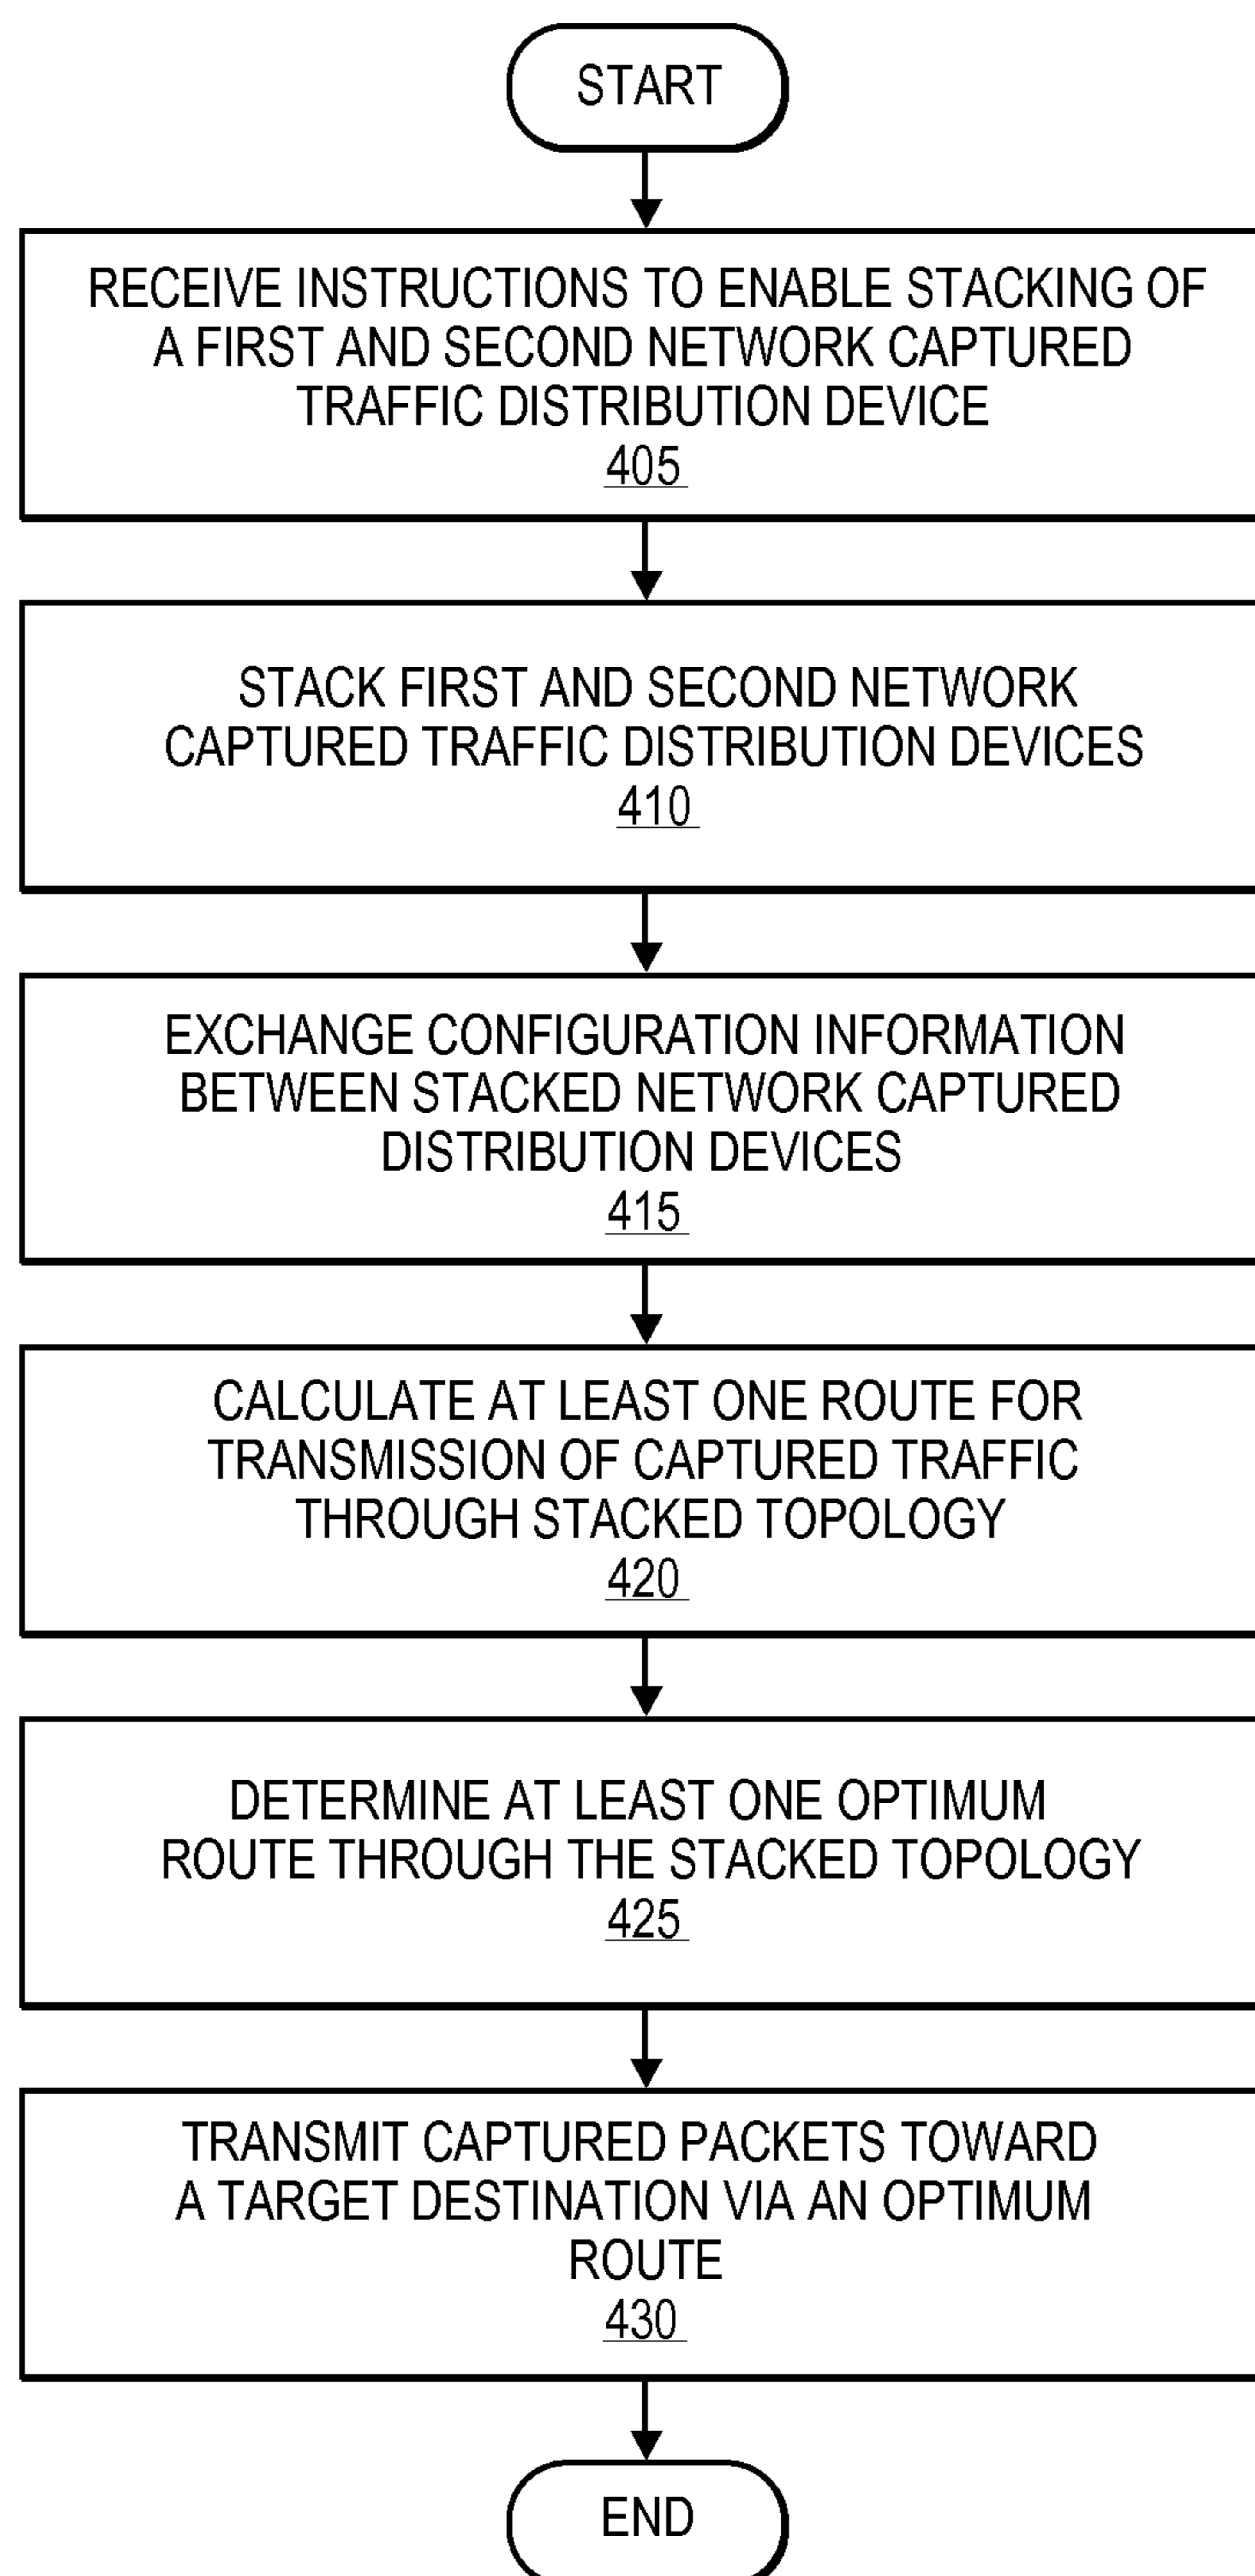 START
RECEIVE INSTRUCTIONS TO ENABLE STACKING OF
A FIRST AND SECOND NETWORK CAPTURED
TRAFFIC DISTRIBUTION DEVICE
405
STACK FIRST AND SECOND NETWORK
CAPTURED TRAFFIC DISTRIBUTION DEVICES
410
EXCHANGE CONFIGURATION INFORMATION
BETWEEN STACKED NETWORK CAPTURED
DISTRIBUTION DEVICES
415
CALCULATE AT LEAST ONE ROUTE FOR
TRANSMISSION OF CAPTURED TRAFFIC
THROUGH STACKED TOPOLOGY
420
DETERMINE AT LEAST ONE OPTIMUM
ROUTE THROUGH THE STACKED TOPOLOGY
425
TRANSMIT CAPTURED PACKETS TOWARD
A TARGET DESTINATION VIA AN OPTIMUM
ROUTE
430
END